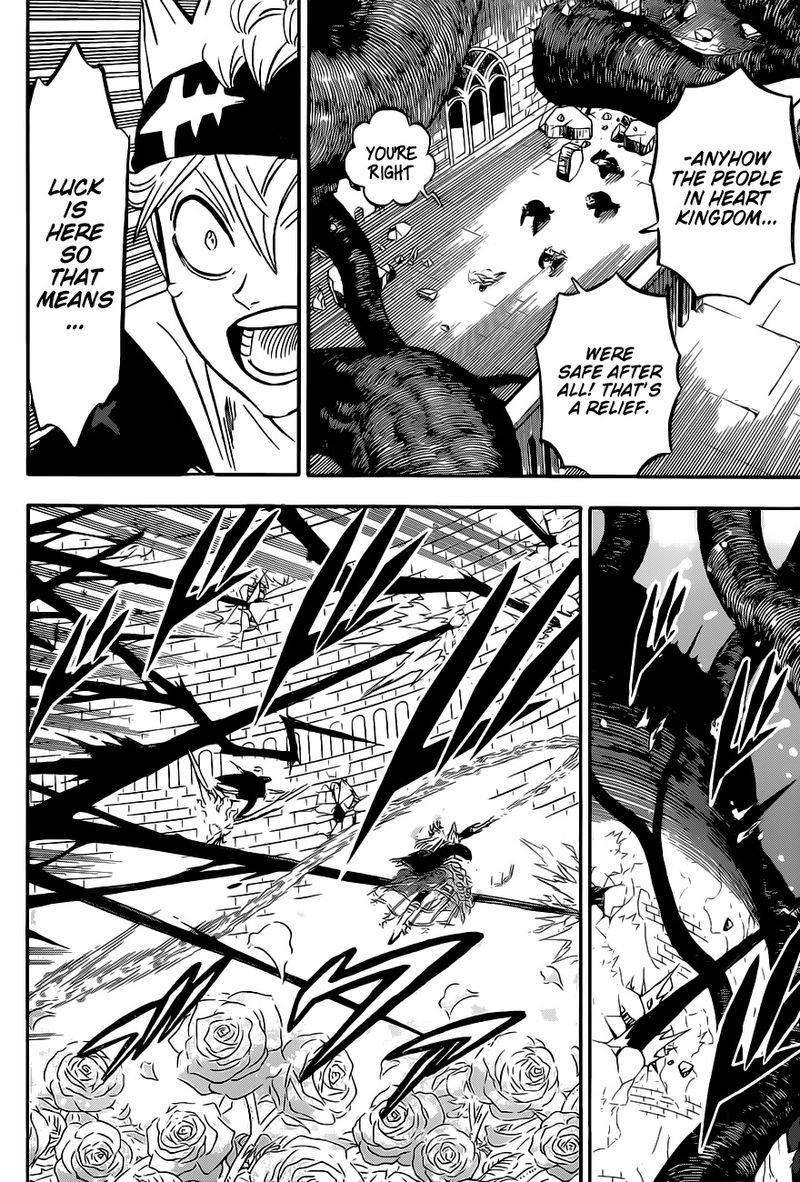 -ANYHOW
THE PEOPLE
IN HEART
KINGDOM...
YOU'RE
RIGHT
WERE
SAFE AFTER
ALL! THAT'S
A RELIEF.
LUCK
IS
HERE
SO
THAT
MEANS
...